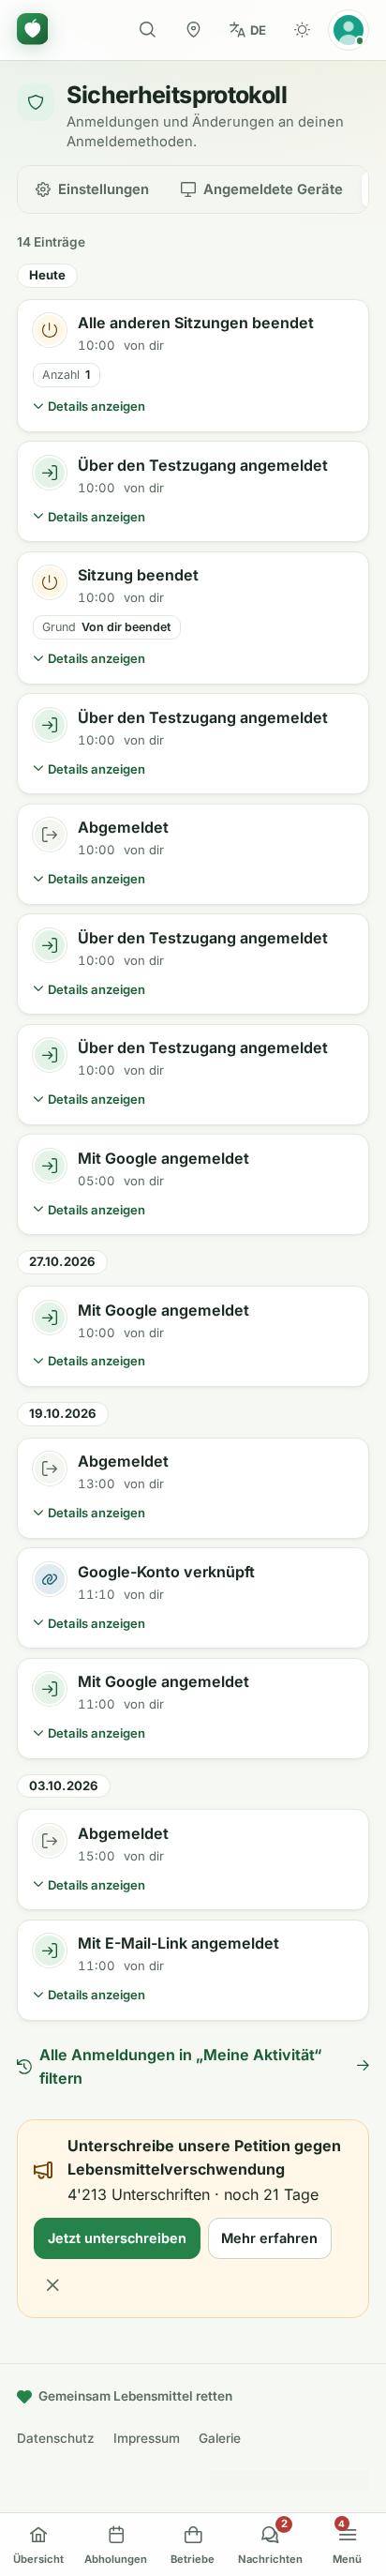 DE
Sicherheitsprotokoll
Anmeldungen und Änderungen an deinen
Anmeldemethoden.
Einstellungen
Angemeldete Geräte
14 Einträge
Heute
Alle anderen Sitzungen beendet
10:00 von dir
Anzahl 1
Details anzeigen
Über den Testzugang angemeldet
10:00 von dir
Details anzeigen
Sitzung beendet
10:00 von dir
Grund Von dir beendet
Details anzeigen
Über den Testzugang angemeldet
10:00 von dir
Details anzeigen
Abgemeldet
10:00 von dir
Details anzeigen
Über den Testzugang angemeldet
10:00 von dir
Details anzeigen
Über den Testzugang angemeldet
10:00 von dir
Details anzeigen
Mit Google angemeldet
05:00 von dir
Details anzeigen
27.10.2026
Mit Google angemeldet
10:00 von dir
Details anzeigen
19.10.2026
Abgemeldet
13:00 von dir
Details anzeigen
Google-Konto verknüpft
11:10 von dir
Details anzeigen
Mit Google angemeldet
11:00 von dir
Details anzeigen
03.10.2026
Abgemeldet
15:00 von dir
Details anzeigen
Mit E-Mail-Link angemeldet
11:00 von dir
Details anzeigen
Alle Anmeldungen in „Meine Aktivität“
filtern
Unterschreibe unsere Petition gegen
Lebensmittelverschwendung
4'213 Unterschriften · noch 21 Tage
Jetzt unterschreiben
Mehr erfahren
Gemeinsam Lebensmittel retten
Datenschutz Impressum Galerie
2
4
Übersicht Abholungen Betriebe Nachrichten Menü